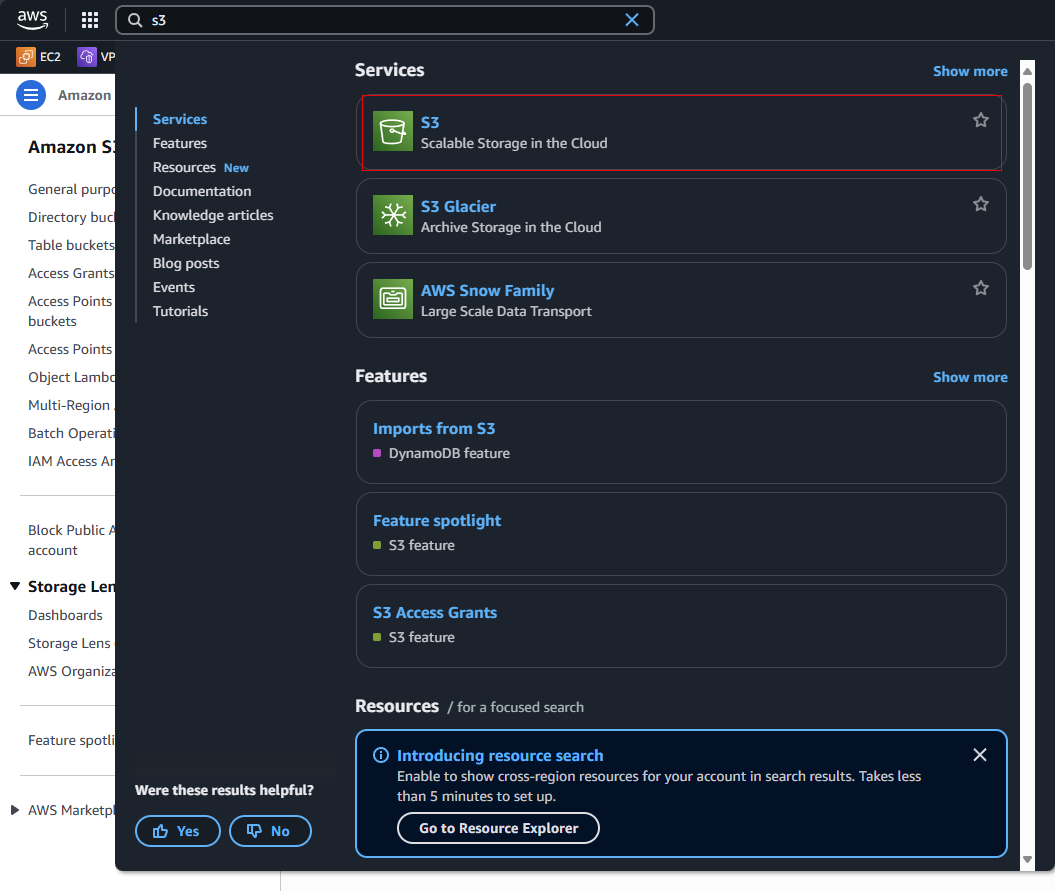 aws
s3
EC2
VP
Amazon
Amazon S3
General purpo
Directory buc
Table buckets
Access Grants
Access Points
buckets
Access Points
Object Lambd
Multi-Region
Batch Operati
IAM Access An
Block Public A
account
Storage Len
Dashboards
Storage Lens
AWS Organiza
Feature spotli
AWS Marketpl
Services
Features
Resources New
Documentation
Knowledge articles
Marketplace
Blog posts
Events
Tutorials
Were these results helpful?
Yes
No
Services
Show more
S3
Scalable Storage in the Cloud
S3 Glacier
Archive Storage in the Cloud
AWS Snow Family
Large Scale Data Transport
Features
Show more
Imports from S3
DynamoDB feature
Feature spotlight
S3 feature
S3 Access Grants
S3 feature
Resources / for a focused search
Introducing resource search
Enable to show cross-region resources for your account in search results. Takes less
than 5 minutes to set up.
Go to Resource Explorer